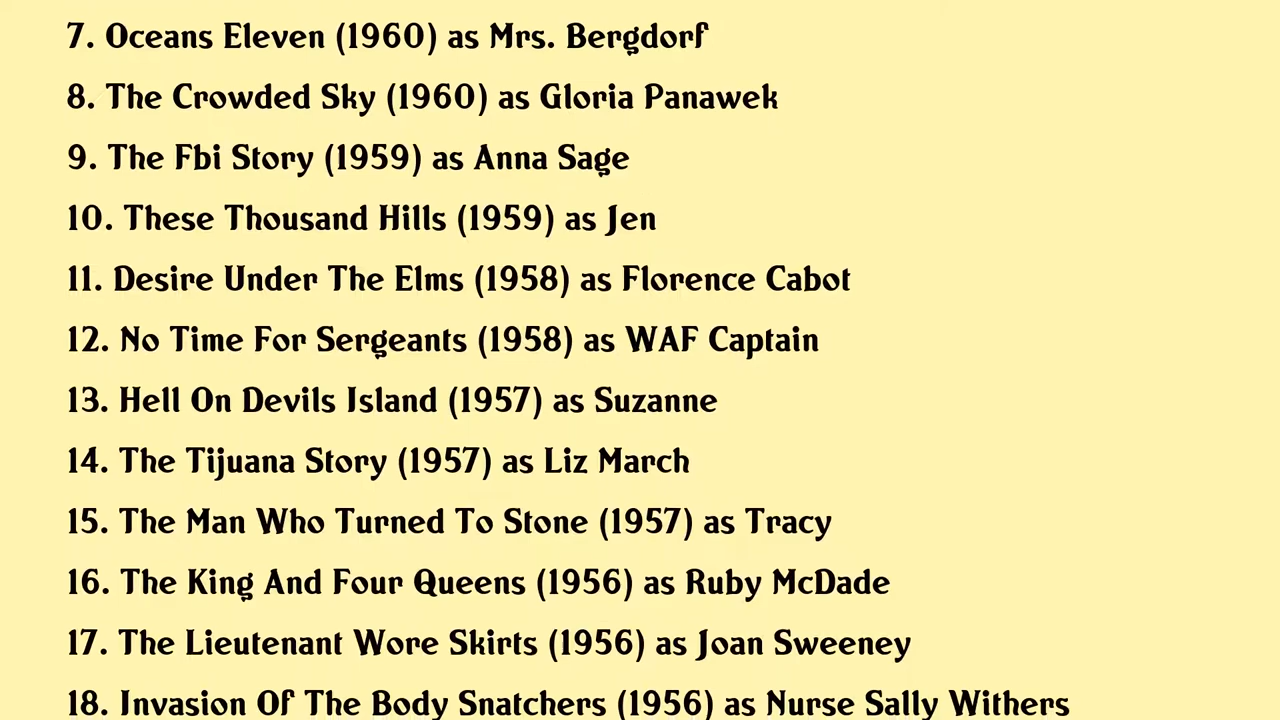 7. Oceans Eleven (1960) as Mrs. Bergdorf
8. The Crowded Sky (1960) as Gloria Panawek
9. The Fbi Story (1959) as Anna Sage
10. These Thousand Hills (1959) as Jen
11. Desire Under The Elms (1958) as Florence Cabot
12. No Time For Sergeants (1958) as WAF Captain
13. Hell On Devils Island (1957) as Suzanne
14. The Tijuana Story (1957) as Liz March
15. The Man Who Turned To Stone (1957) as Tracy
16. The King And Four Queens (1956) as Ruby McDade
17. The Lieutenant Wore Skirts (1956) as Joan Sweeney
18. Invasion Of The Body Snatchers (1956) as Nurse Sally Withers